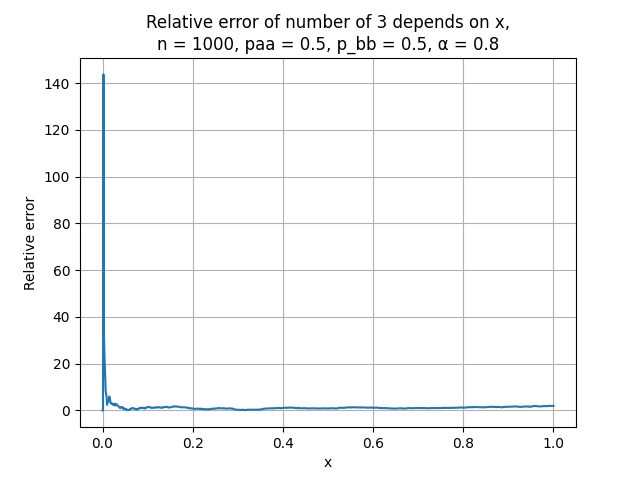 Relative error of number of 3 depends on x,
n = 1000, paa = 0.5, p_bb = 0.5, α = 0.8
140
120
100
80
60
40
20
0
Relative error
0.0 0.2 0.4 0.6 0.8 1.0
x